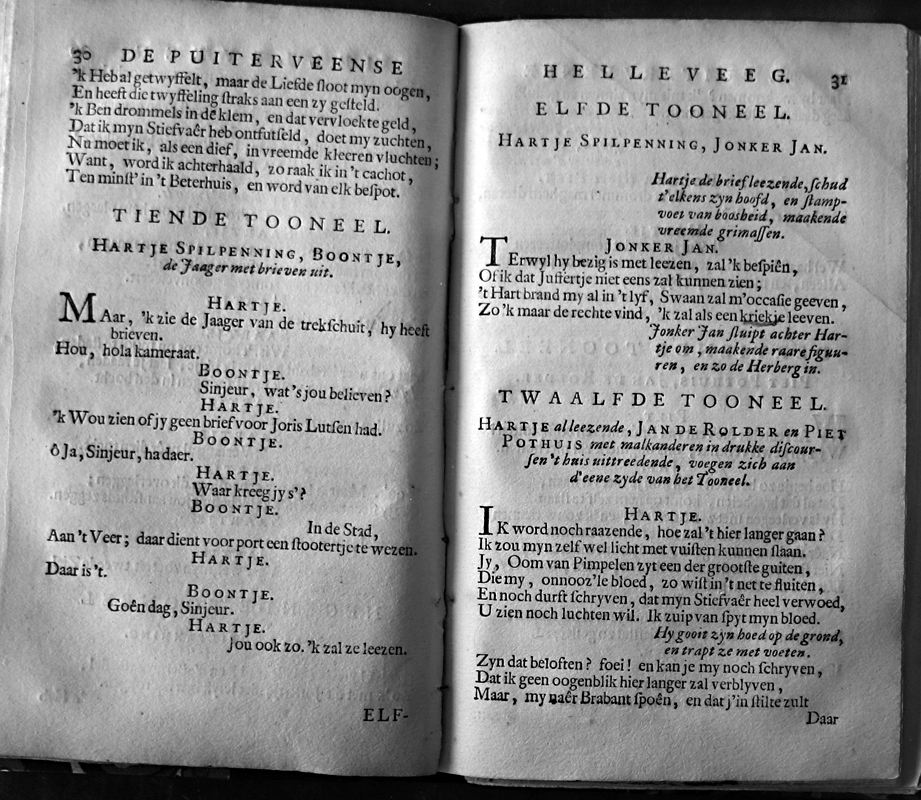 30 DE PUITERVEENSE
'k Heb al getwyffelt, maar de Liefde sloot myn oogen,
En heeft die twyffeling straks aan een zy gesteld.
'k Ben drommels in de klem, en dat vervloekte geld,
Dat ik myn Stiefvaêr heb ontfutseld, doet my zuchten,
Nu moet ik, als een dief, in vreemde kleeren vluchten;
Want, word ik achterhaald, zo raak ik in 't cachot,
Ten minst' in 't Beterhuis, en word van elk bespot.
TIENDE TOONEEL.
HARTJE SPILPENNING, BOONTJE,
de Jaager met brieven uit.
HARTJE.
MAar, 'k zie de Jaager van de trekschuit, hy heeft
brieven.
Hou, hola kameraat.
BOONTJE.
Sinjeur, wat 's jou believen?
HARTJE.
'k Wou zien of jy geen brief voor Joris Lutsen had.
BOONTJE.
ô Ja, Sinjeur, ha daer.
HARTJE.
Waar kreeg jy s'?
BOONTJE.
In de Stad,
Aan 't Veer; daar dient voor port een stootertje te wezen.
HARTJE.
Daar is 't.
BOONTJE.
Goên dag, Sinjeur.
HARTJE.
Jou ook zo. 'k zal ze leezen.
ELF-
HELLEVEEG. 31
ELFDE TOONEEL.
HARTJE SPILPENNING, JONKER JAN.
Hartje de brief leezende, schud
t'elkens zyn hoofd, en stamp-
voet van boosheid, maakende
vreemde grimassen.
JONKER JAN.
TErwyl hy bezig is met leezen, zal 'k bespiên,
Of ik dat Juffertje niet eens zal kunnen zien;
't Hart brand my al in 't lyf, Swaan zal m'occasie geeven,
Zo 'k maar de rechte vind, 'k zal als een kriekje leeven.
Jonker Jan sluipt achter Har-
tje om, maakende raare figuu-
ren, en zo de Herberg in.
TWAALFDE TOONEEL.
HARTJE al leezende, JAN DE ROLDER en PIET
POTHUIS met malkanderen in drukke discour-
sen 't huis uittreedende, voegen zich aan
d'eene zyde van het Tooneel.
HARTJE.
IK word noch raazende, hoe zal 't hier langer gaan?
Ik zou myn zelf wel licht met vuisten kunnen slaan.
Jy, Oom van Pimpelen zyt een der grootste guiten,
Die my, onnooz'le bloed, zo wist in 't net te fluiten,
En noch durft schryven, dat myn Stiefvaêr heel verwoed,
U zien noch luchten wil. Ik zuip van spyt myn bloed.
Hy gooit zyn hoed op de grond,
en trapt ze met voeten.
Zyn dat beloften? foei! en kan je my noch schryven,
Dat ik geen oogenblik hier langer zal verblyven,
Maar, my naêr Brabant spoên, en dat j'in stilte zult
Daar